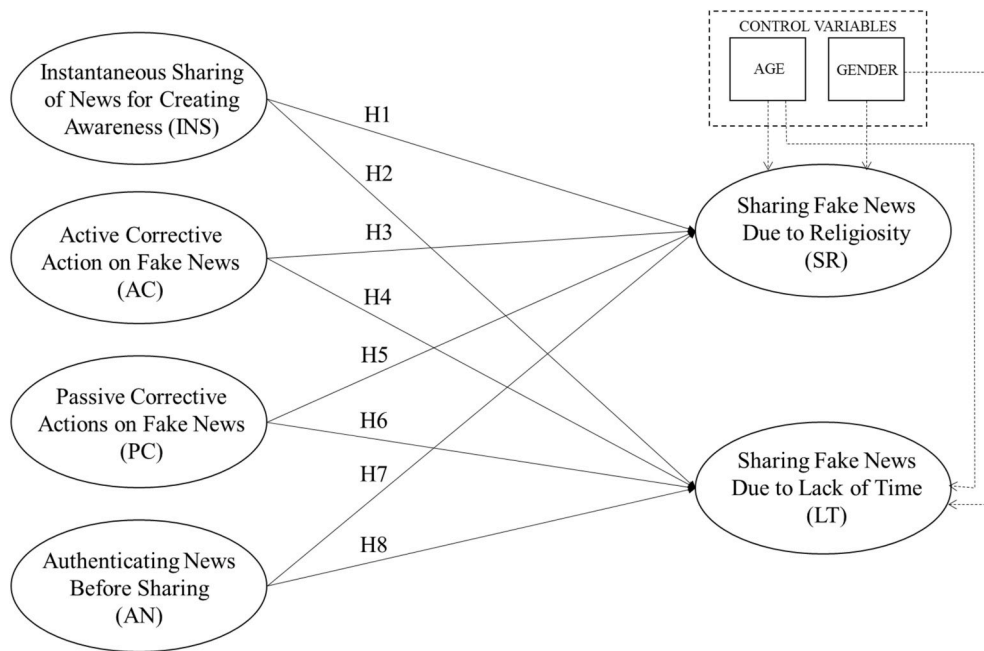 Instantaneous Sharing
of News for Creating
Awareness (INS)
Active Corrective
Action on Fake News
(AC)
Passive Corrective
Actions on Fake News
(PC)
Authenticating News
Before Sharing
(AN)
H1
H2
H3
H4
H5
H6
H7
H8
CONTROL VARIABLES
AGE
GENDER
Sharing Fake News
Due to Religiosity
(SR)
Sharing Fake News
Due to Lack of Time
(LT)